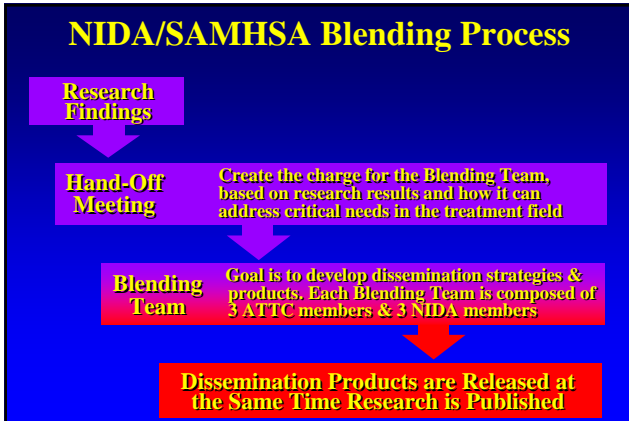 NIDA/SAMHSA Blending Process
Research
Findings
Hand-Off
Meeting
Create the charge for the Blending Team,
based on research results and how it can
address critical needs in the treatment field
Blending
Team
Goal is to develop dissemination strategies &
products. Each Blending Team is composed of
3 ATTC members & 3 NIDA members
Dissemination Products are Released at
the Same Time Research is Published